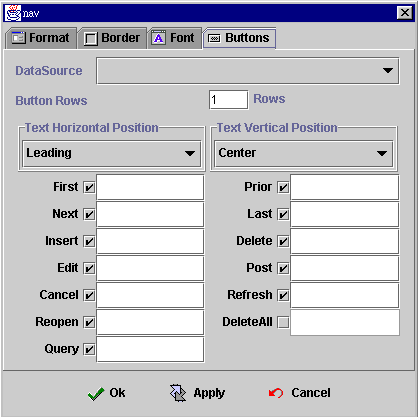 nav
Format Border Font Buttons
DataSource
Button Rows 1 Rows
Text Horizontal Position Text Vertical Position
Leading Center
First Prior
Next Last
Insert Delete
Edit Post
Cancel Refresh
Reopen DeleteAll
Query
Ok Apply Cancel